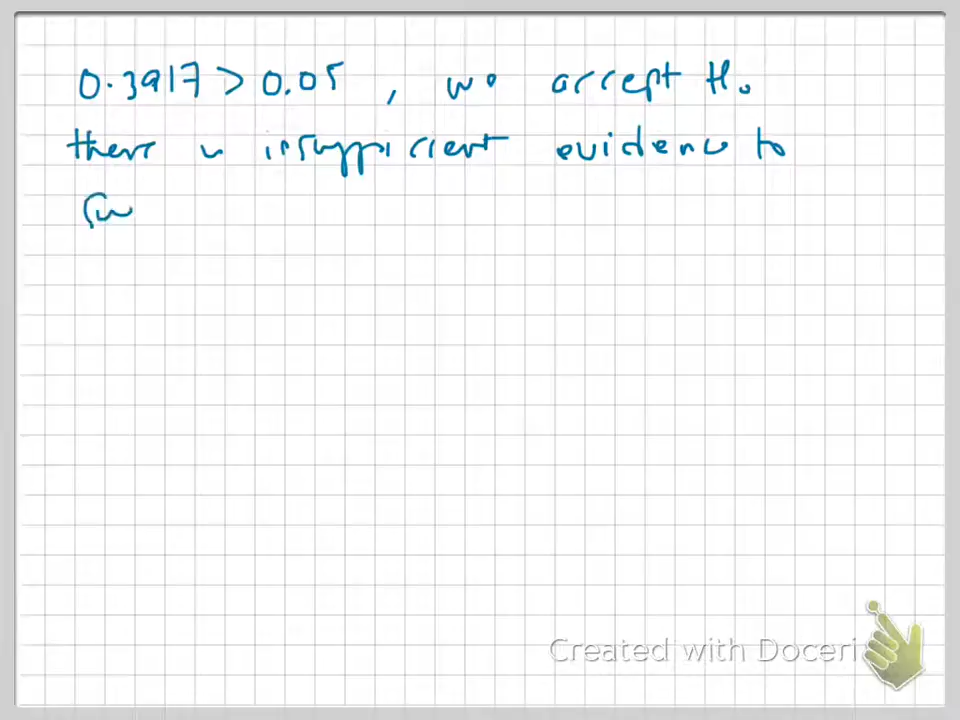 0.3917 > 0.05 , we accept H₀
there is insufficient evidence to
Created with Doceri